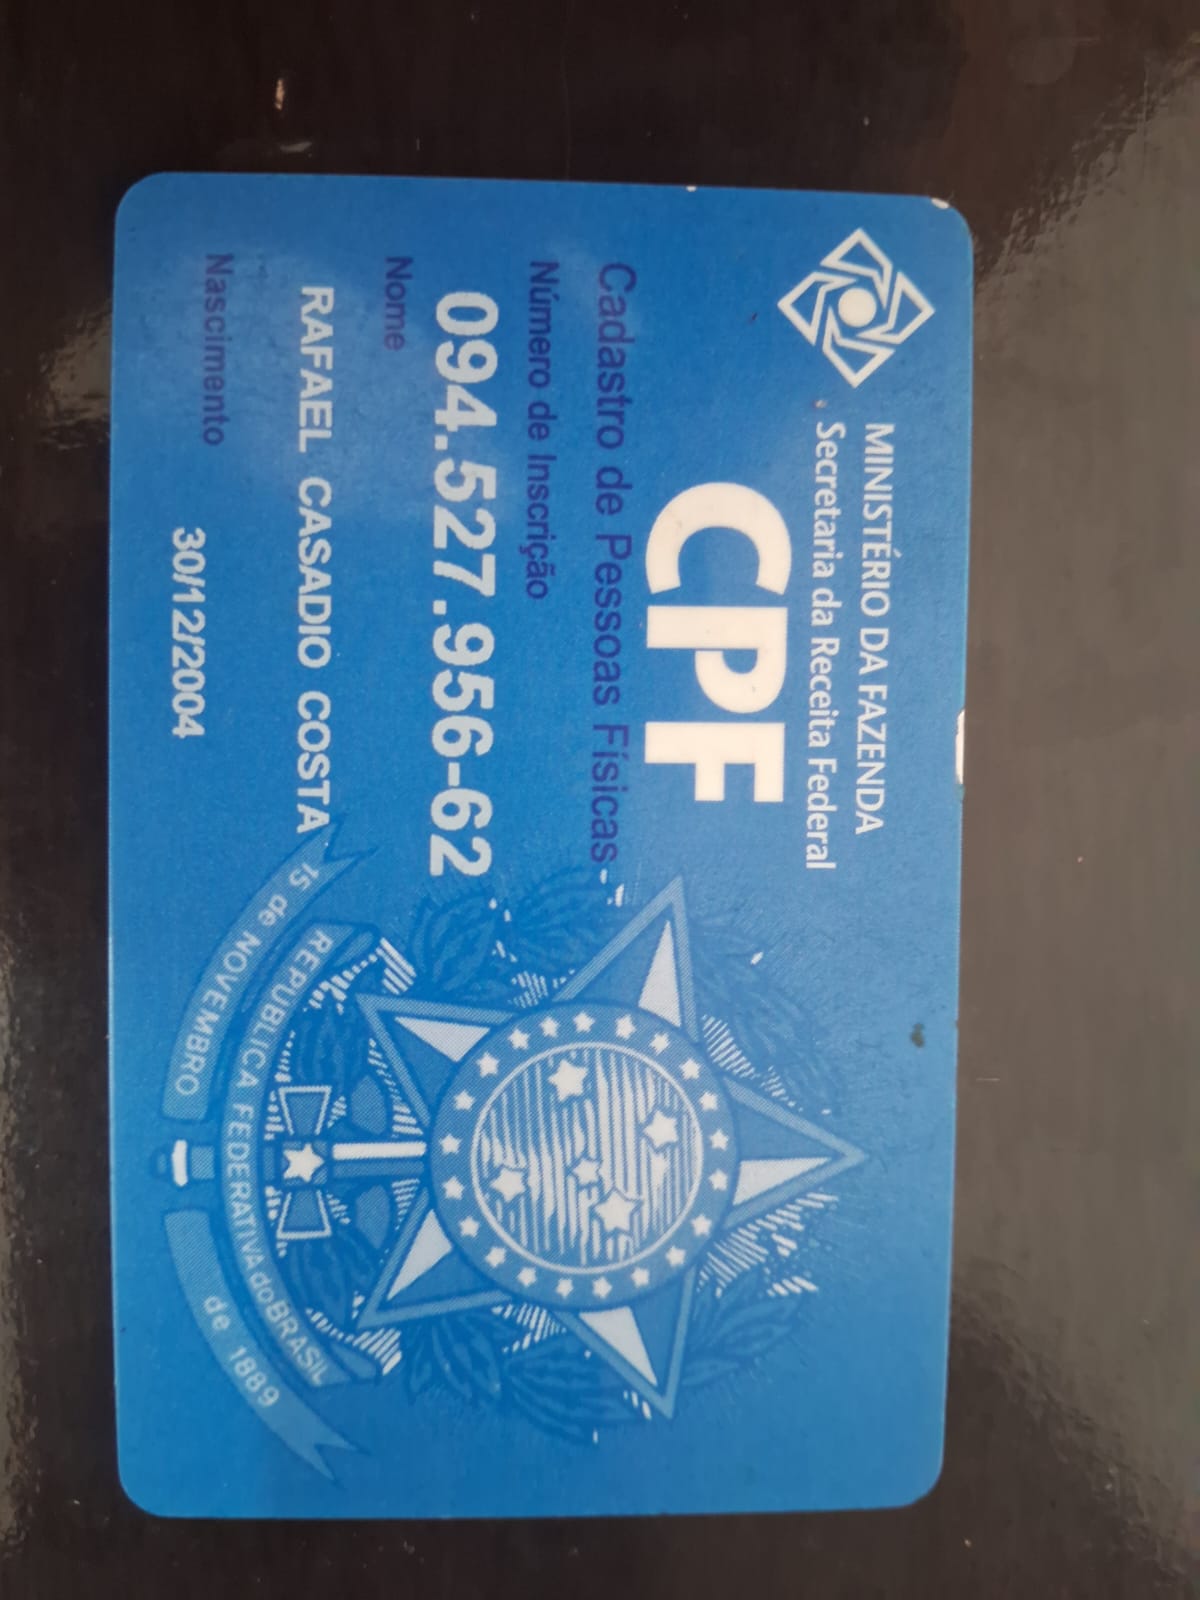 MINISTÉRIO DA FAZENDA
Secretaria da Receita Federal
CPF
Cadastro de Pessoas Físicas
Número de Inscrição
094.527.956-62
Nome
RAFAEL CASADIO COSTA
Nascimento
30/12/2004
REPUBLICA FEDERATIVA do BRASIL
15 de NOVEMBRO de 1889